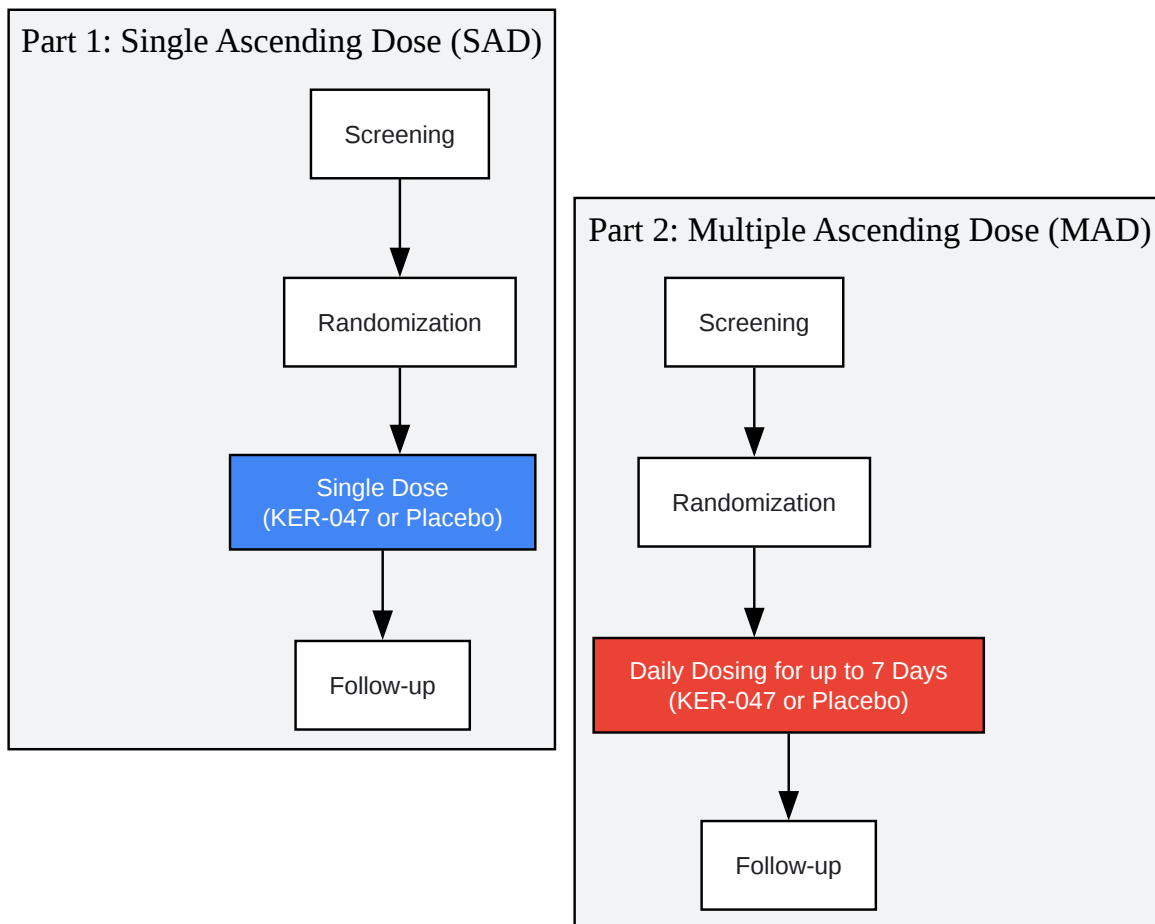 Part 1: Single Ascending Dose (SAD)
Screening
Randomization
Single Dose
(KER-047 or Placebo)
Follow-up
Part 2: Multiple Ascending Dose (MAD)
Screening
Randomization
Daily Dosing for up to 7 Days
(KER-047 or Placebo)
Follow-up